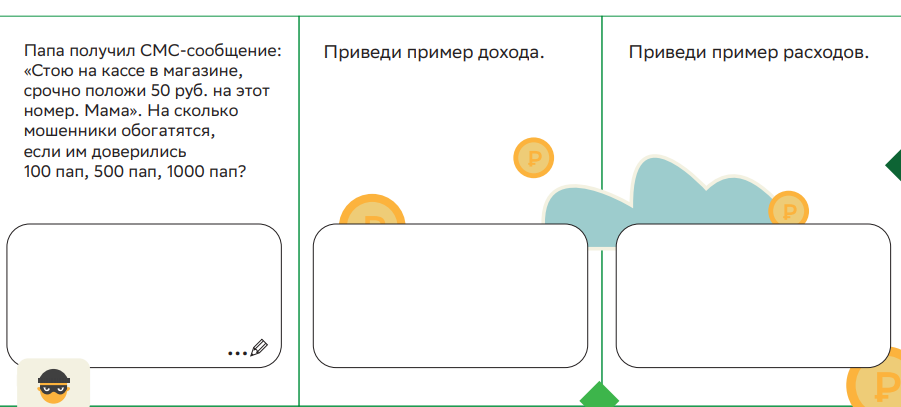 Папа получил СМС-сообщение:
«Стою на кассе в магазине,
срочно положи 50 руб. на этот
номер. Мама». На сколько
мошенники обогатятся,
если им доверились
100 пап, 500 пап, 1000 пап?
...
Приведи пример дохода.
₽
₽
Приведи пример расходов.
₽
₽